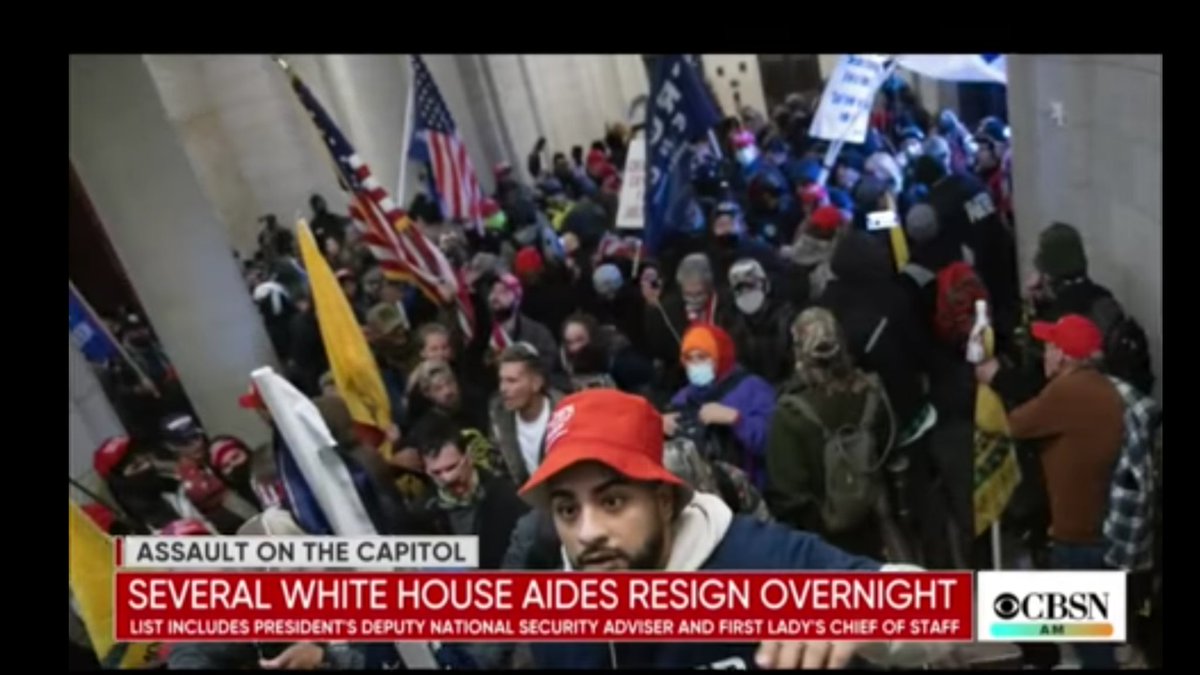 ASSAULT ON THE CAPITOL
SEVERAL WHITE HOUSE AIDES RESIGN OVERNIGHT
LIST INCLUDES PRESIDENT'S DEPUTY NATIONAL SECURITY ADVISER AND FIRST LADY'S CHIEF OF STAFF
CBSN
AM